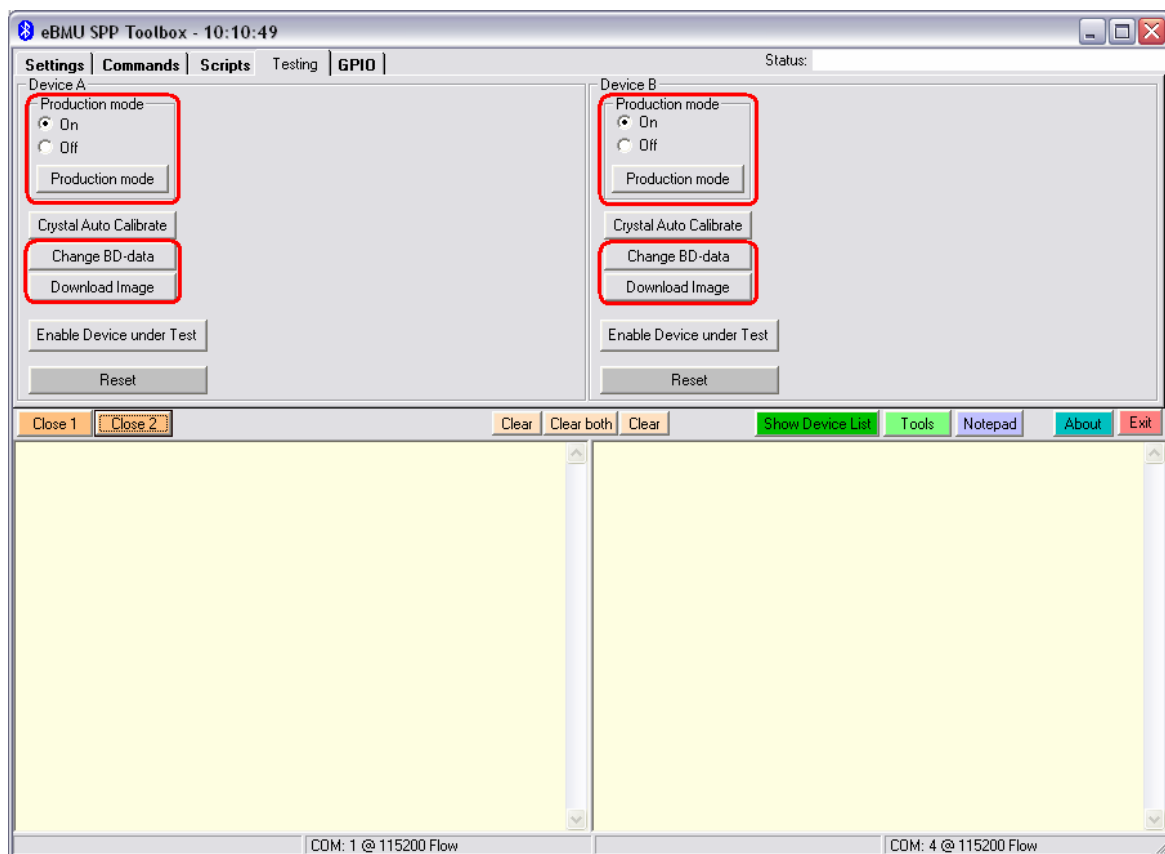 eBMU SPP Toolbox - 10:10:49
Settings Commands Scripts Testing GPIO Status:
Device A
Production mode
On
Off
Production mode
Crystal Auto Calibrate
Change BD-data
Download Image
Enable Device under Test
Reset
Device B
Production mode
On
Off
Production mode
Crystal Auto Calibrate
Change BD-data
Download Image
Enable Device under Test
Reset
Close 1 Close 2 Clear Clear both Clear Show Device List Tools Notepad About Exit
COM: 1 @ 115200 Flow COM: 4 @ 115200 Flow